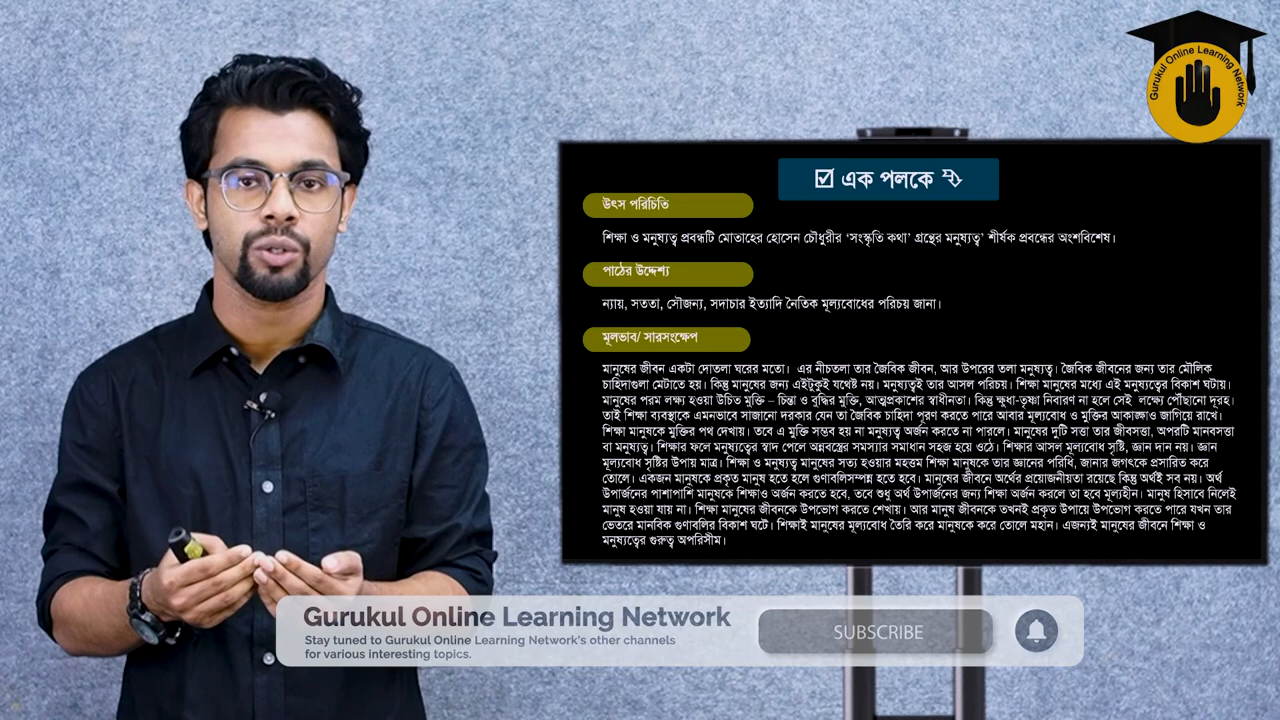 Gurukul Online Learning Network
☑ এক পলকে
উৎস পরিচিতি
শিক্ষা ও মনুষ্যত্ব প্রবন্ধটি মোতাহের হোসেন চৌধুরীর ‘সংস্কৃতি কথা’ গ্রন্থের মনুষ্যত্ব’ শীর্ষক প্রবন্ধের অংশবিশেষ।
পাঠের উদ্দেশ্য
ন্যায়, সততা, সৌজন্য, সদাচার ইত্যাদি নৈতিক মূল্যবোধের পরিচয় জানা।
মূলভাব/ সারসংক্ষেপ
মানুষের জীবন একটা দোতলা ঘরের মতো। এর নীচতলা তার জৈবিক জীবন, আর উপরের তলা মনুষ্যত্ব। জৈবিক জীবনের জন্য তার মৌলিক
চাহিদাগুলা মেটাতে হয়। কিন্তু মানুষের জন্য এইটুকুই যথেষ্ট নয়। মনুষ্যত্বই তার আসল পরিচয়। শিক্ষা মানুষের মধ্যে এই মনুষ্যত্বের বিকাশ ঘটায়।
মানুষের পরম লক্ষ্য হওয়া উচিত মুক্তি – চিন্তা ও বুদ্ধির মুক্তি, আত্মপ্রকাশের স্বাধীনতা। কিন্তু ক্ষুধা-তৃষ্ণা নিবারণ না হলে সেই লক্ষ্যে পৌঁছানো দূরহ।
তাই শিক্ষা ব্যবস্থাকে এমনভাবে সাজানো দরকার যেন তা জৈবিক চাহিদা পূরণ করতে পারে আবার মূল্যবোধ ও মুক্তির আকাঙ্ক্ষাও জাগিয়ে রাখে।
শিক্ষা মানুষকে মুক্তির পথ দেখায়। তবে এ মুক্তি সম্ভব হয় না মনুষ্যত্ব অর্জন করতে না পারলে। মানুষের দুটি সত্তা তার জীবসত্তা, অপরটি মানবসত্তা
বা মনুষ্যত্ব। শিক্ষার ফলে মনুষ্যত্বের স্বাদ পেলে অন্নবস্ত্রের সমস্যার সমাধান সহজ হয়ে ওঠে। শিক্ষার আসল মূল্যবোধ সৃষ্টি, জ্ঞান দান নয়। জ্ঞান
মূল্যবোধ সৃষ্টির উপায় মাত্র। শিক্ষা ও মনুষ্যত্ব মানুষের সত্য হওয়ার মহত্তম শিক্ষা মানুষকে তার জ্ঞানের পরিধি, জানার জগৎকে প্রসারিত করে
তোলে। একজন মানুষকে প্রকৃত মানুষ হতে হলে গুণাবলিসম্পন্ন হতে হবে। মানুষের জীবনে অর্থের প্রয়োজনীয়তা রয়েছে কিন্তু অর্থই সব নয়। অর্থ
উপার্জনের পাশাপাশি মানুষকে শিক্ষাও অর্জন করতে হবে, তবে শুধু অর্থ উপার্জনের জন্য শিক্ষা অর্জন করলে তা হবে মূল্যহীন। মানুষ হিসাবে নিলেই
মানুষ হওয়া যায় না। শিক্ষা মানুষের জীবনকে উপভোগ করতে শেখায়। আর মানুষ জীবনকে তখনই প্রকৃত উপায়ে উপভোগ করতে পারে যখন তার
ভেতরে মানবিক গুণাবলির বিকাশ ঘটে। শিক্ষাই মানুষের মূল্যবোধ তৈরি করে মানুষকে করে তোলে মহান। এজন্যই মানুষের জীবনে শিক্ষা ও
মনুষ্যত্বের গুরুত্ব অপরিসীম।
Gurukul Online Learning Network
Stay tuned to Gurukul Online Learning Network's other channels
for various interesting topics.
SUBSCRIBE